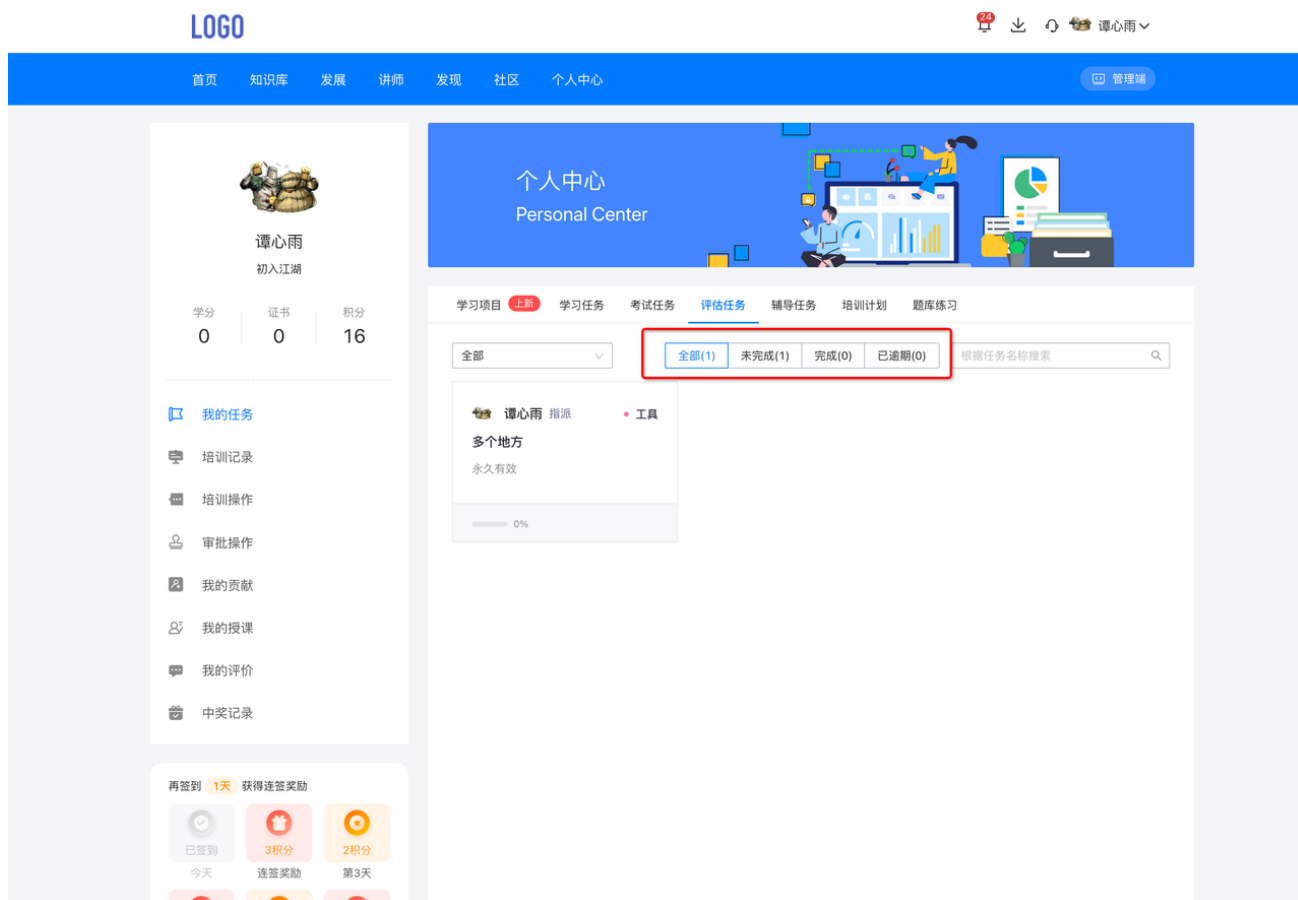 LOGO
24
谭心雨
首页 知识库 发展 讲师 发现 社区 个人中心 管理端
谭心雨
初入江湖
学分 证书 积分
0 0 16
我的任务
培训记录
培训操作
审批操作
我的贡献
我的授课
我的评价
中奖记录
再签到 1天 获得连签奖励
已签到 3积分 2积分
今天 连签奖励 第3天
个人中心
Personal Center
学习项目 上新 学习任务 考试任务 评估任务 辅导任务 培训计划 题库练习
全部 全部(1) 未完成(1) 完成(0) 已逾期(0) 根据任务名称搜索
谭心雨 指派 工具
多个地方
永久有效
0%